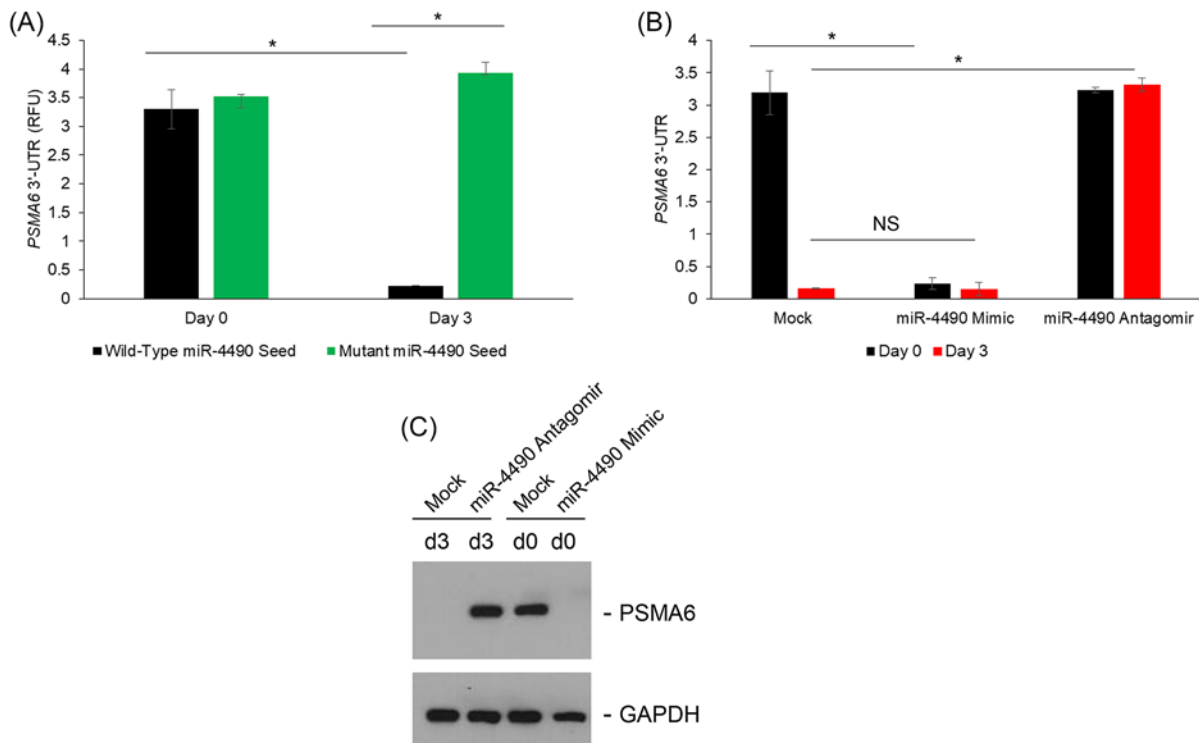 (A)
*
*
PSMA6 3'-UTR (RFU)
4.5
4
3.5
3
2.5
2
1.5
1
0.5
0
Day 0
Day 3
Wild-Type miR-4490 Seed
Mutant miR-4490 Seed
(B)
*
*
NS
PSMA6 3'-UTR
4
3.5
3
2.5
2
1.5
1
0.5
0
Mock
miR-4490 Mimic
miR-4490 Antagomir
Day 0
Day 3
(C)
Mock
miR-4490 Antagomir
Mock
miR-4490 Mimic
d3 d3 d0 d0
- PSMA6
- GAPDH